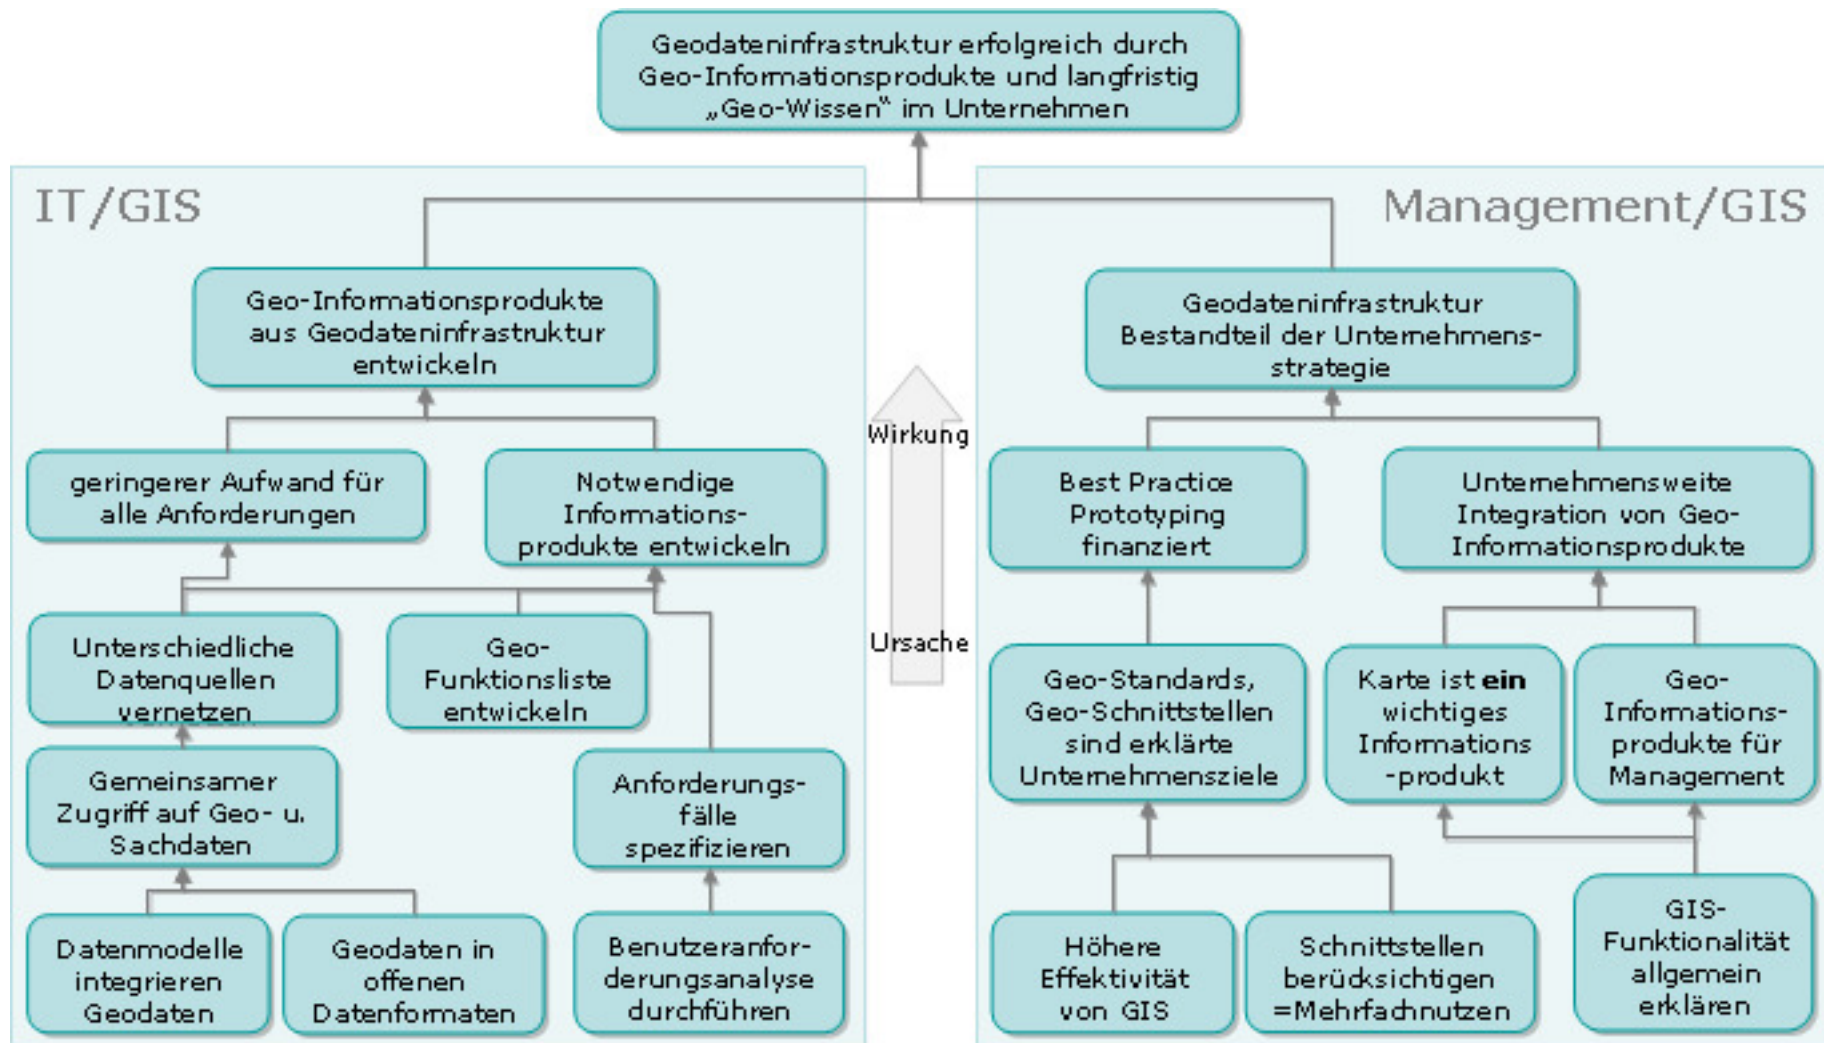 Geodateninfrastruktur erfolgreich durch
Geo-Informationsprodukte und langfristig
„Geo-Wissen“ im Unternehmen
IT/GIS
Management/GIS
Geo-Informationsprodukte
aus Geodateninfrastruktur
entwickeln
Geodateninfrastruktur
Bestandteil der Unternehmens-
strategie
Wirkung
Ursache
geringerer Aufwand für
alle Anforderungen
Notwendige
Informations-
produkte entwickeln
Best Practice
Prototyping
finanziert
Unternehmensweite
Integration von Geo-
Informationsprodukte
Unterschiedliche
Datenquellen
vernetzen
Geo-
Funktionsliste
entwickeln
Geo-Standards,
Geo-Schnittstellen
sind erklärte
Unternehmensziele
Karte ist ein
wichtiges
Informations
-produkt
Geo-
Informations-
produkte für
Management
Gemeinsamer
Zugriff auf Geo- u.
Sachdaten
Anforderungs-
fälle
spezifizieren
Datenmodelle
integrieren
Geodaten
Geodaten in
offenen
Datenformaten
Benutzeranfor-
derungsanalyse
durchführen
Höhere
Effektivität
von GIS
Schnittstellen
berücksichtigen
=Mehrfachnutzen
GIS-
Funktionalität
allgemein
erklären